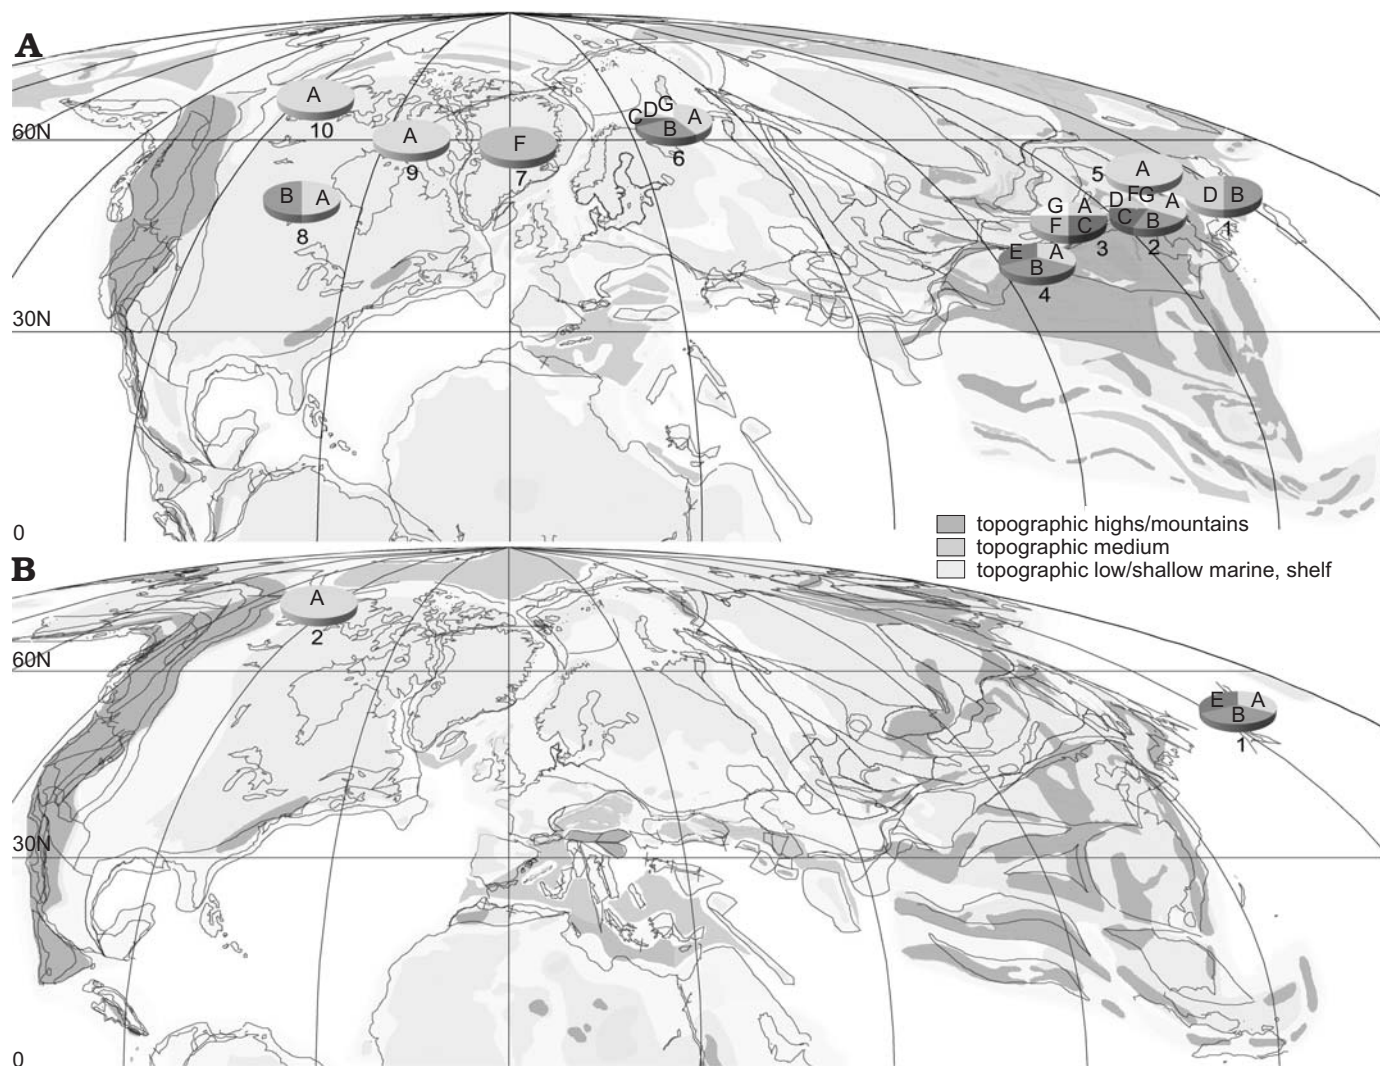 A
A
10
60N
A
9
F
7
C D G
B A
6
B A
8
5 A
D F G A
C B
2
D B
1
G A
F C
3
E A
B
4
30N
0
topographic highs/mountains
topographic medium
topographic low/shallow marine, shelf
B
A
2
60N
E A
B
1
30N
0